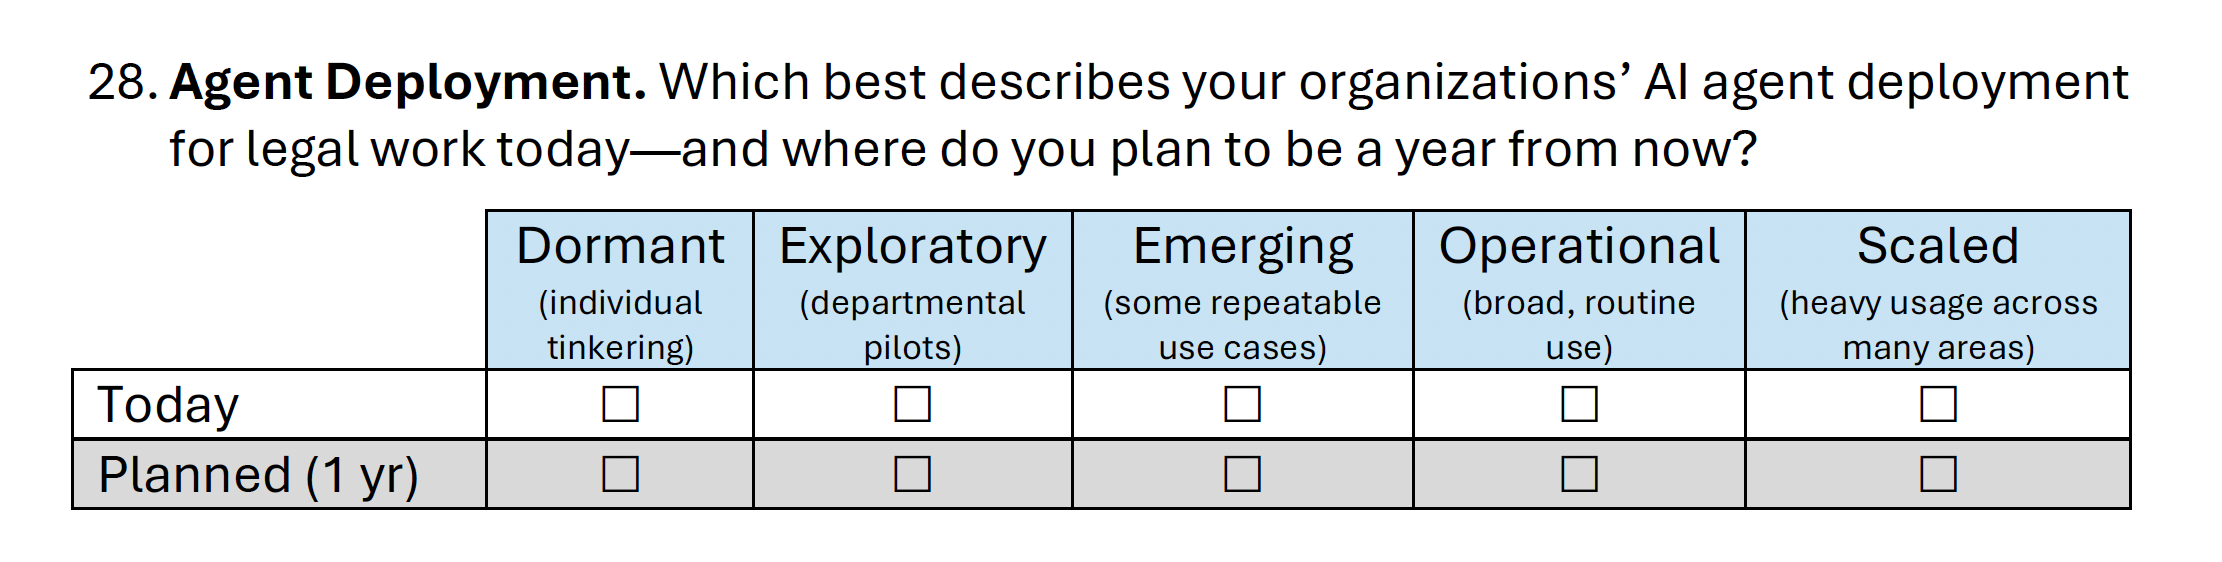 28. Agent Deployment. Which best describes your organizations’ AI agent deployment
for legal work today—and where do you plan to be a year from now?
Dormant Exploratory Emerging Operational Scaled
(individual (departmental (some repeatable (broad, routine (heavy usage across
tinkering) pilots) use cases) use) many areas)
Today ☐ ☐ ☐ ☐ ☐
Planned (1 yr) ☐ ☐ ☐ ☐ ☐